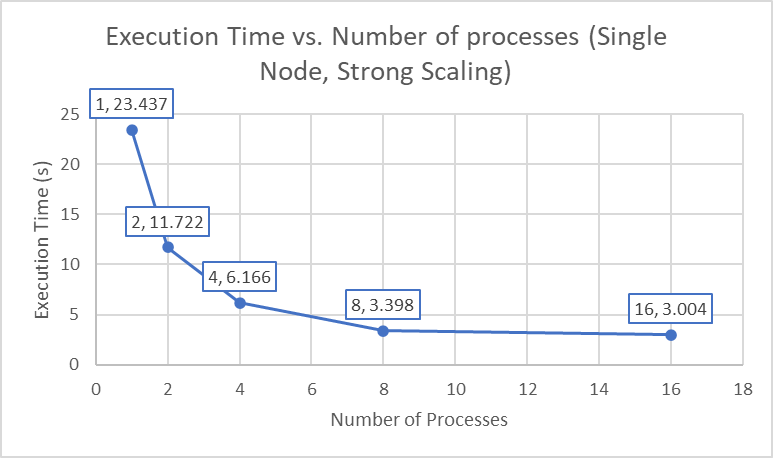 Execution Time vs. Number of processes (Single
Node, Strong Scaling)
1, 23.437
25
20
2, 11.722
15
4, 6.166
10
8, 3.398
16, 3.004
5
0
Execution Time (s)
0 2 4 6 8 10 12 14 16 18
Number of Processes